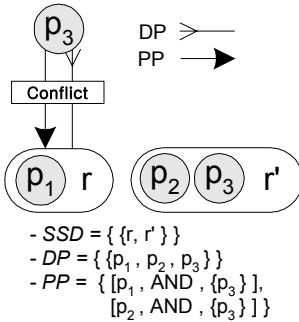 p₃
DP
PP
Conflict
p₁ r
p₂ p₃ r'
- SSD = { {r, r' } }
- DP = { {p₁ , p₂ , p₃} }
- PP = { [p₁ , AND , {p₃} ],
[p₂ , AND , {p₃} ] }